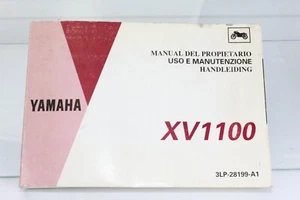 MANUAL DEL PROPIETARIO
USO E MANUTENZIONE
HANDLEIDING
YAMAHA
XV1100
3LP-28199-A1